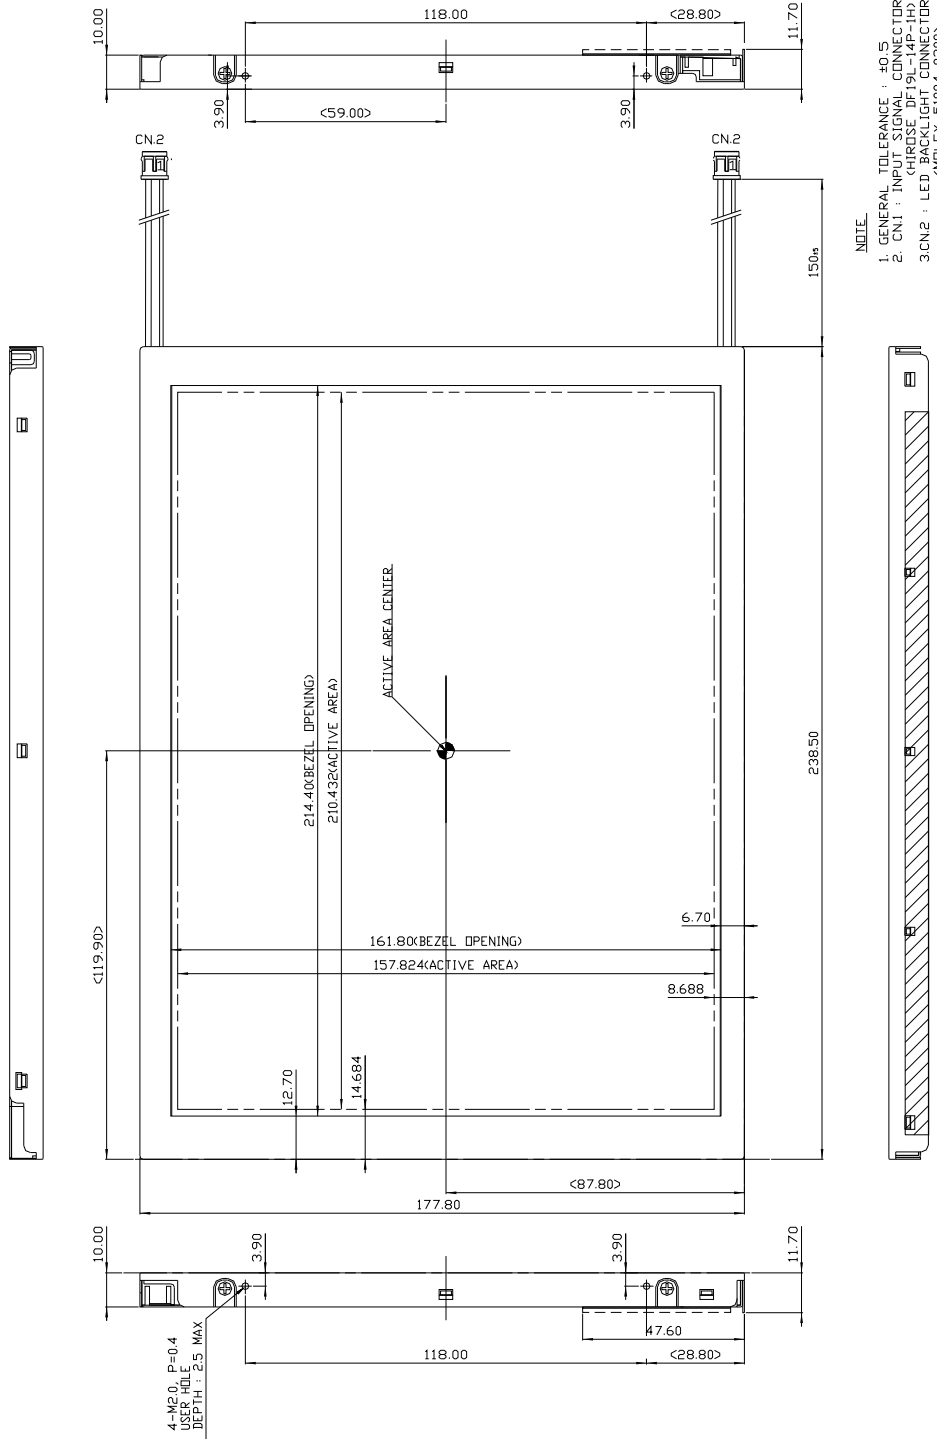 10.00
118.00
<28.80>
11.70
3.90
<59.00>
3.90
CN.2
CN.2
150±5
NOTE
1. GENERAL TOLERANCE : ±0.5
2. CN.1 : INPUT SIGNAL CONNECTOR
(HIROSE DF19L-14P-1H)
3.CN.2 : LED BACKLIGHT CONNECTOR
ACTIVE AREA CENTER
214.40(BEZEL OPENING)
210.432(ACTIVE AREA)
238.50
<119.90>
6.70
161.80(BEZEL OPENING)
157.824(ACTIVE AREA)
8.688
12.70
14.684
<87.80>
177.80
10.00
3.90
3.90
11.70
47.60
118.00
<28.80>
4-M2.0, P=0.4
USER HOLE
DEPTH : 2.5 MAX